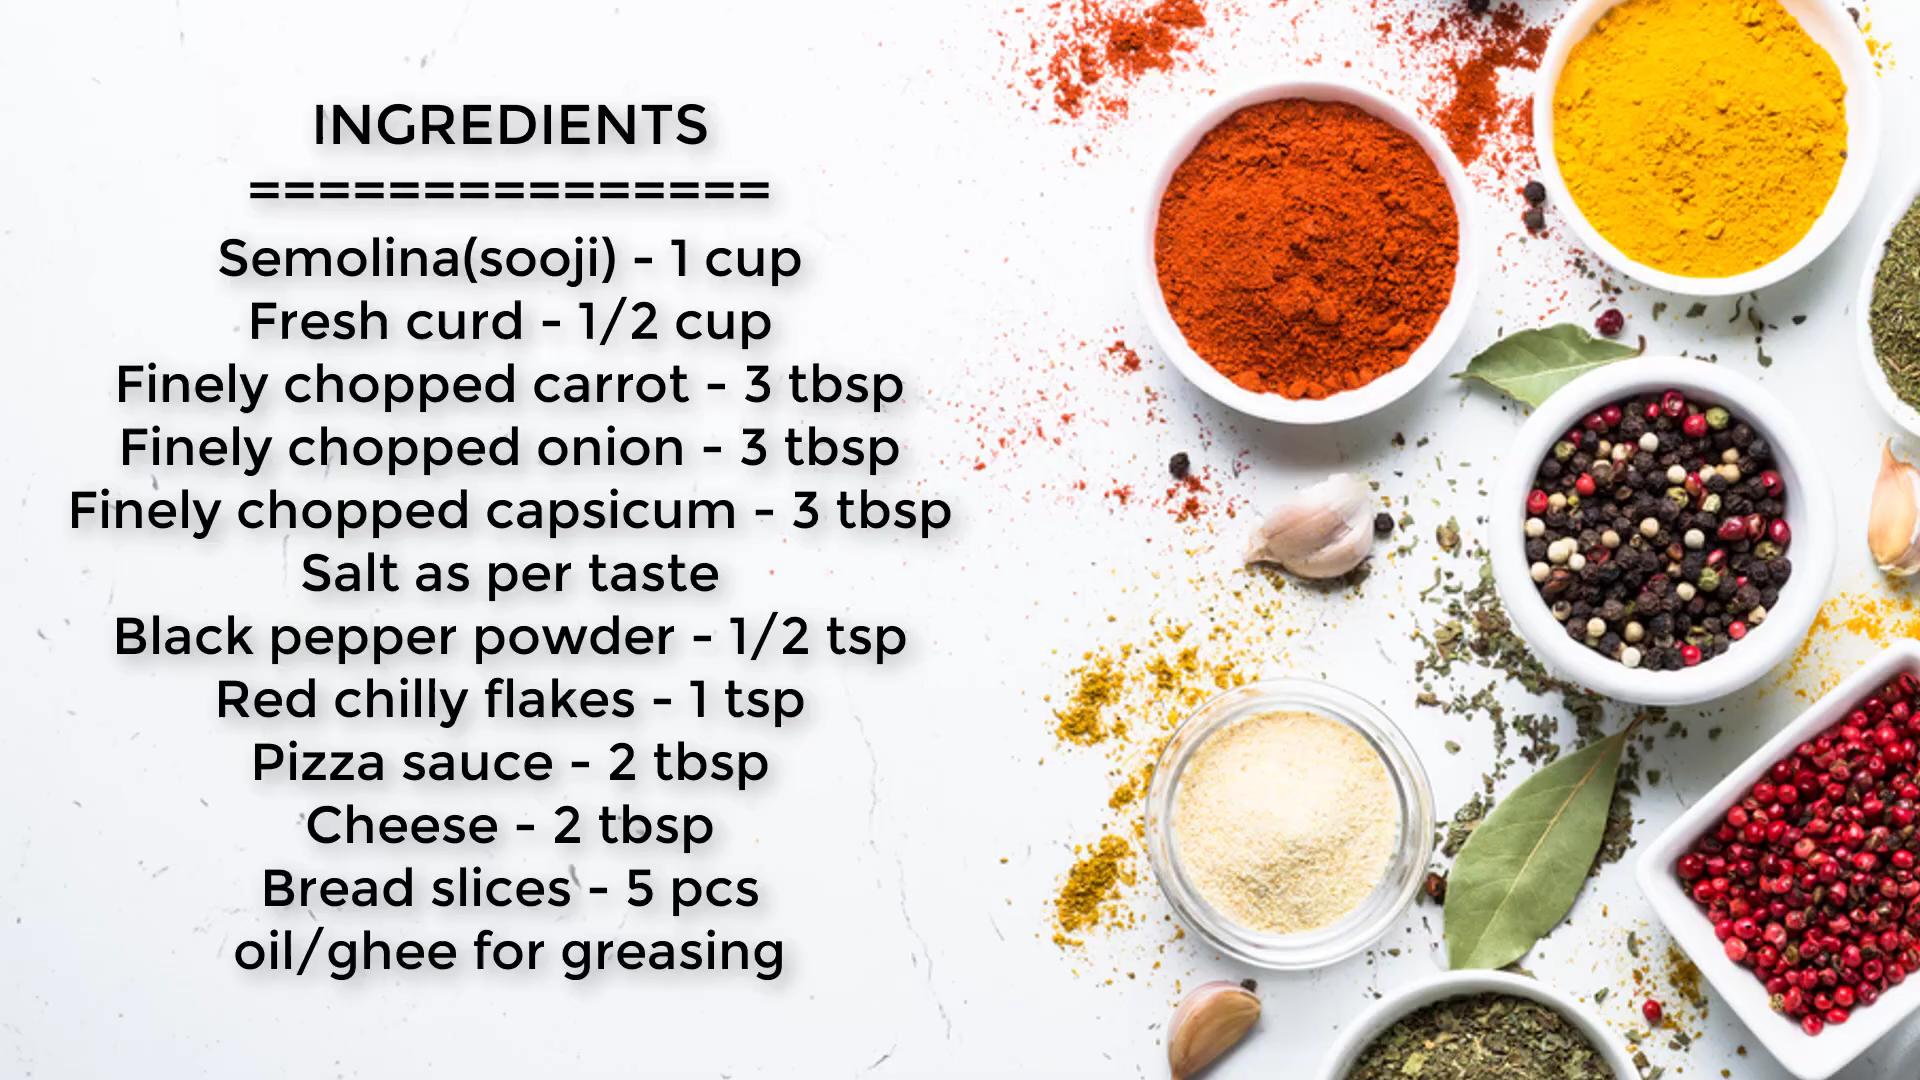 INGREDIENTS
===============
Semolina(sooji) - 1 cup
Fresh curd - 1/2 cup
Finely chopped carrot - 3 tbsp
Finely chopped onion - 3 tbsp
Finely chopped capsicum - 3 tbsp
Salt as per taste
Black pepper powder - 1/2 tsp
Red chilly flakes - 1 tsp
Pizza sauce - 2 tbsp
Cheese - 2 tbsp
Bread slices - 5 pcs
oil/ghee for greasing